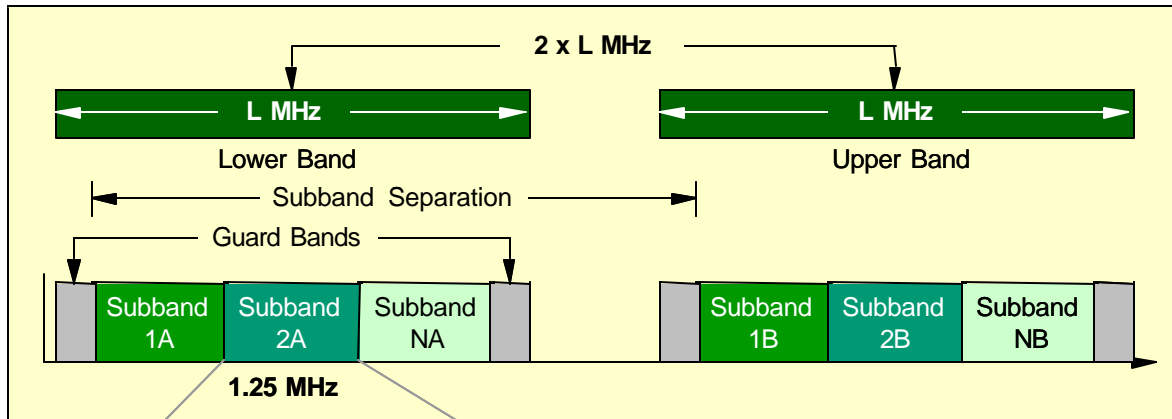 2 x L MHz
L MHz
L MHz
Lower Band
Upper Band
Subband Separation
Guard Bands
Subband 1A
Subband 2A
Subband NA
Subband 1B
Subband 2B
Subband NB
1.25 MHz